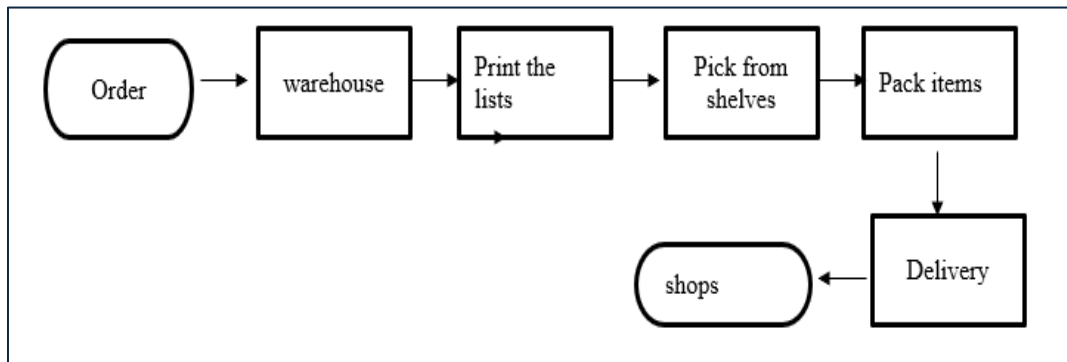 Order
warehouse
Print the
lists
Pick from
shelves
Pack items
Delivery
shops